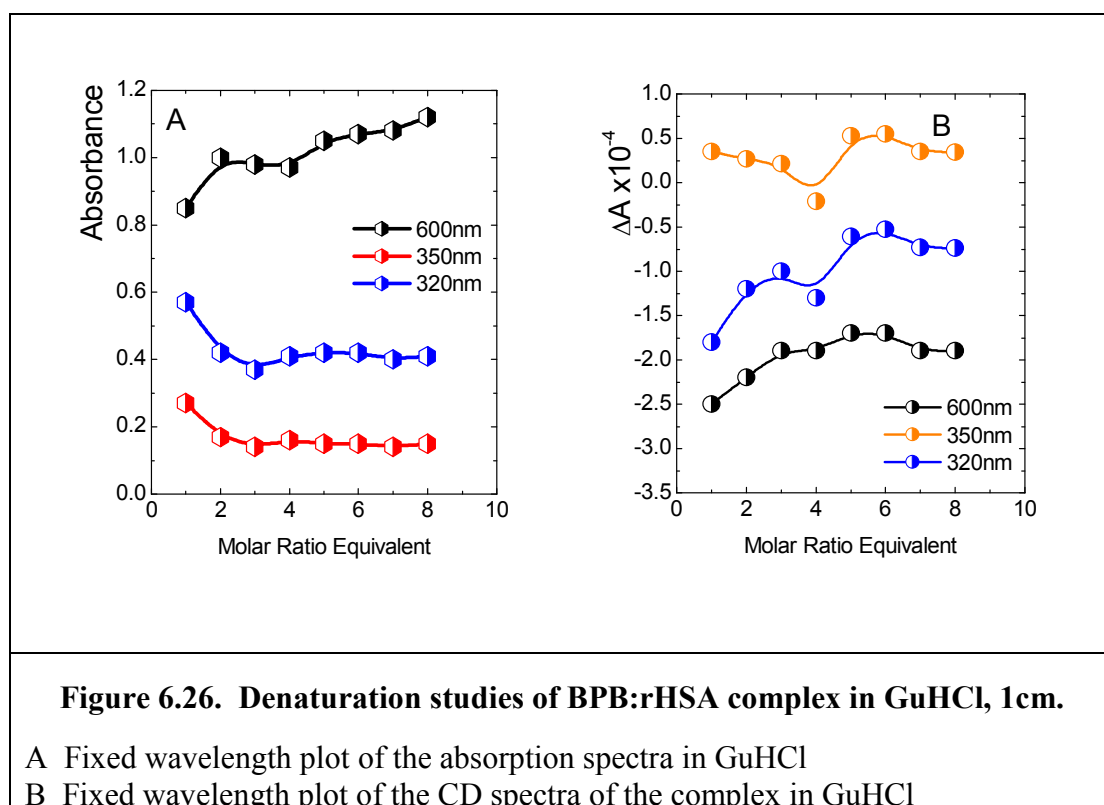 A
Absorbance
1.2
1.0
0.8
0.6
0.4
0.2
0.0
600nm
350nm
320nm
0 2 4 6 8 10
Molar Ratio Equivalent
B
ΔA x10⁻⁴
1.0
0.5
0.0
-0.5
-1.0
-1.5
-2.0
-2.5
-3.0
-3.5
600nm
350nm
320nm
0 2 4 6 8 10
Molar Ratio Equivalent
Figure 6.26. Denaturation studies of BPB:rHSA complex in GuHCl, 1cm.
A Fixed wavelength plot of the absorption spectra in GuHCl
B Fixed wavelength plot of the CD spectra of the complex in GuHCl